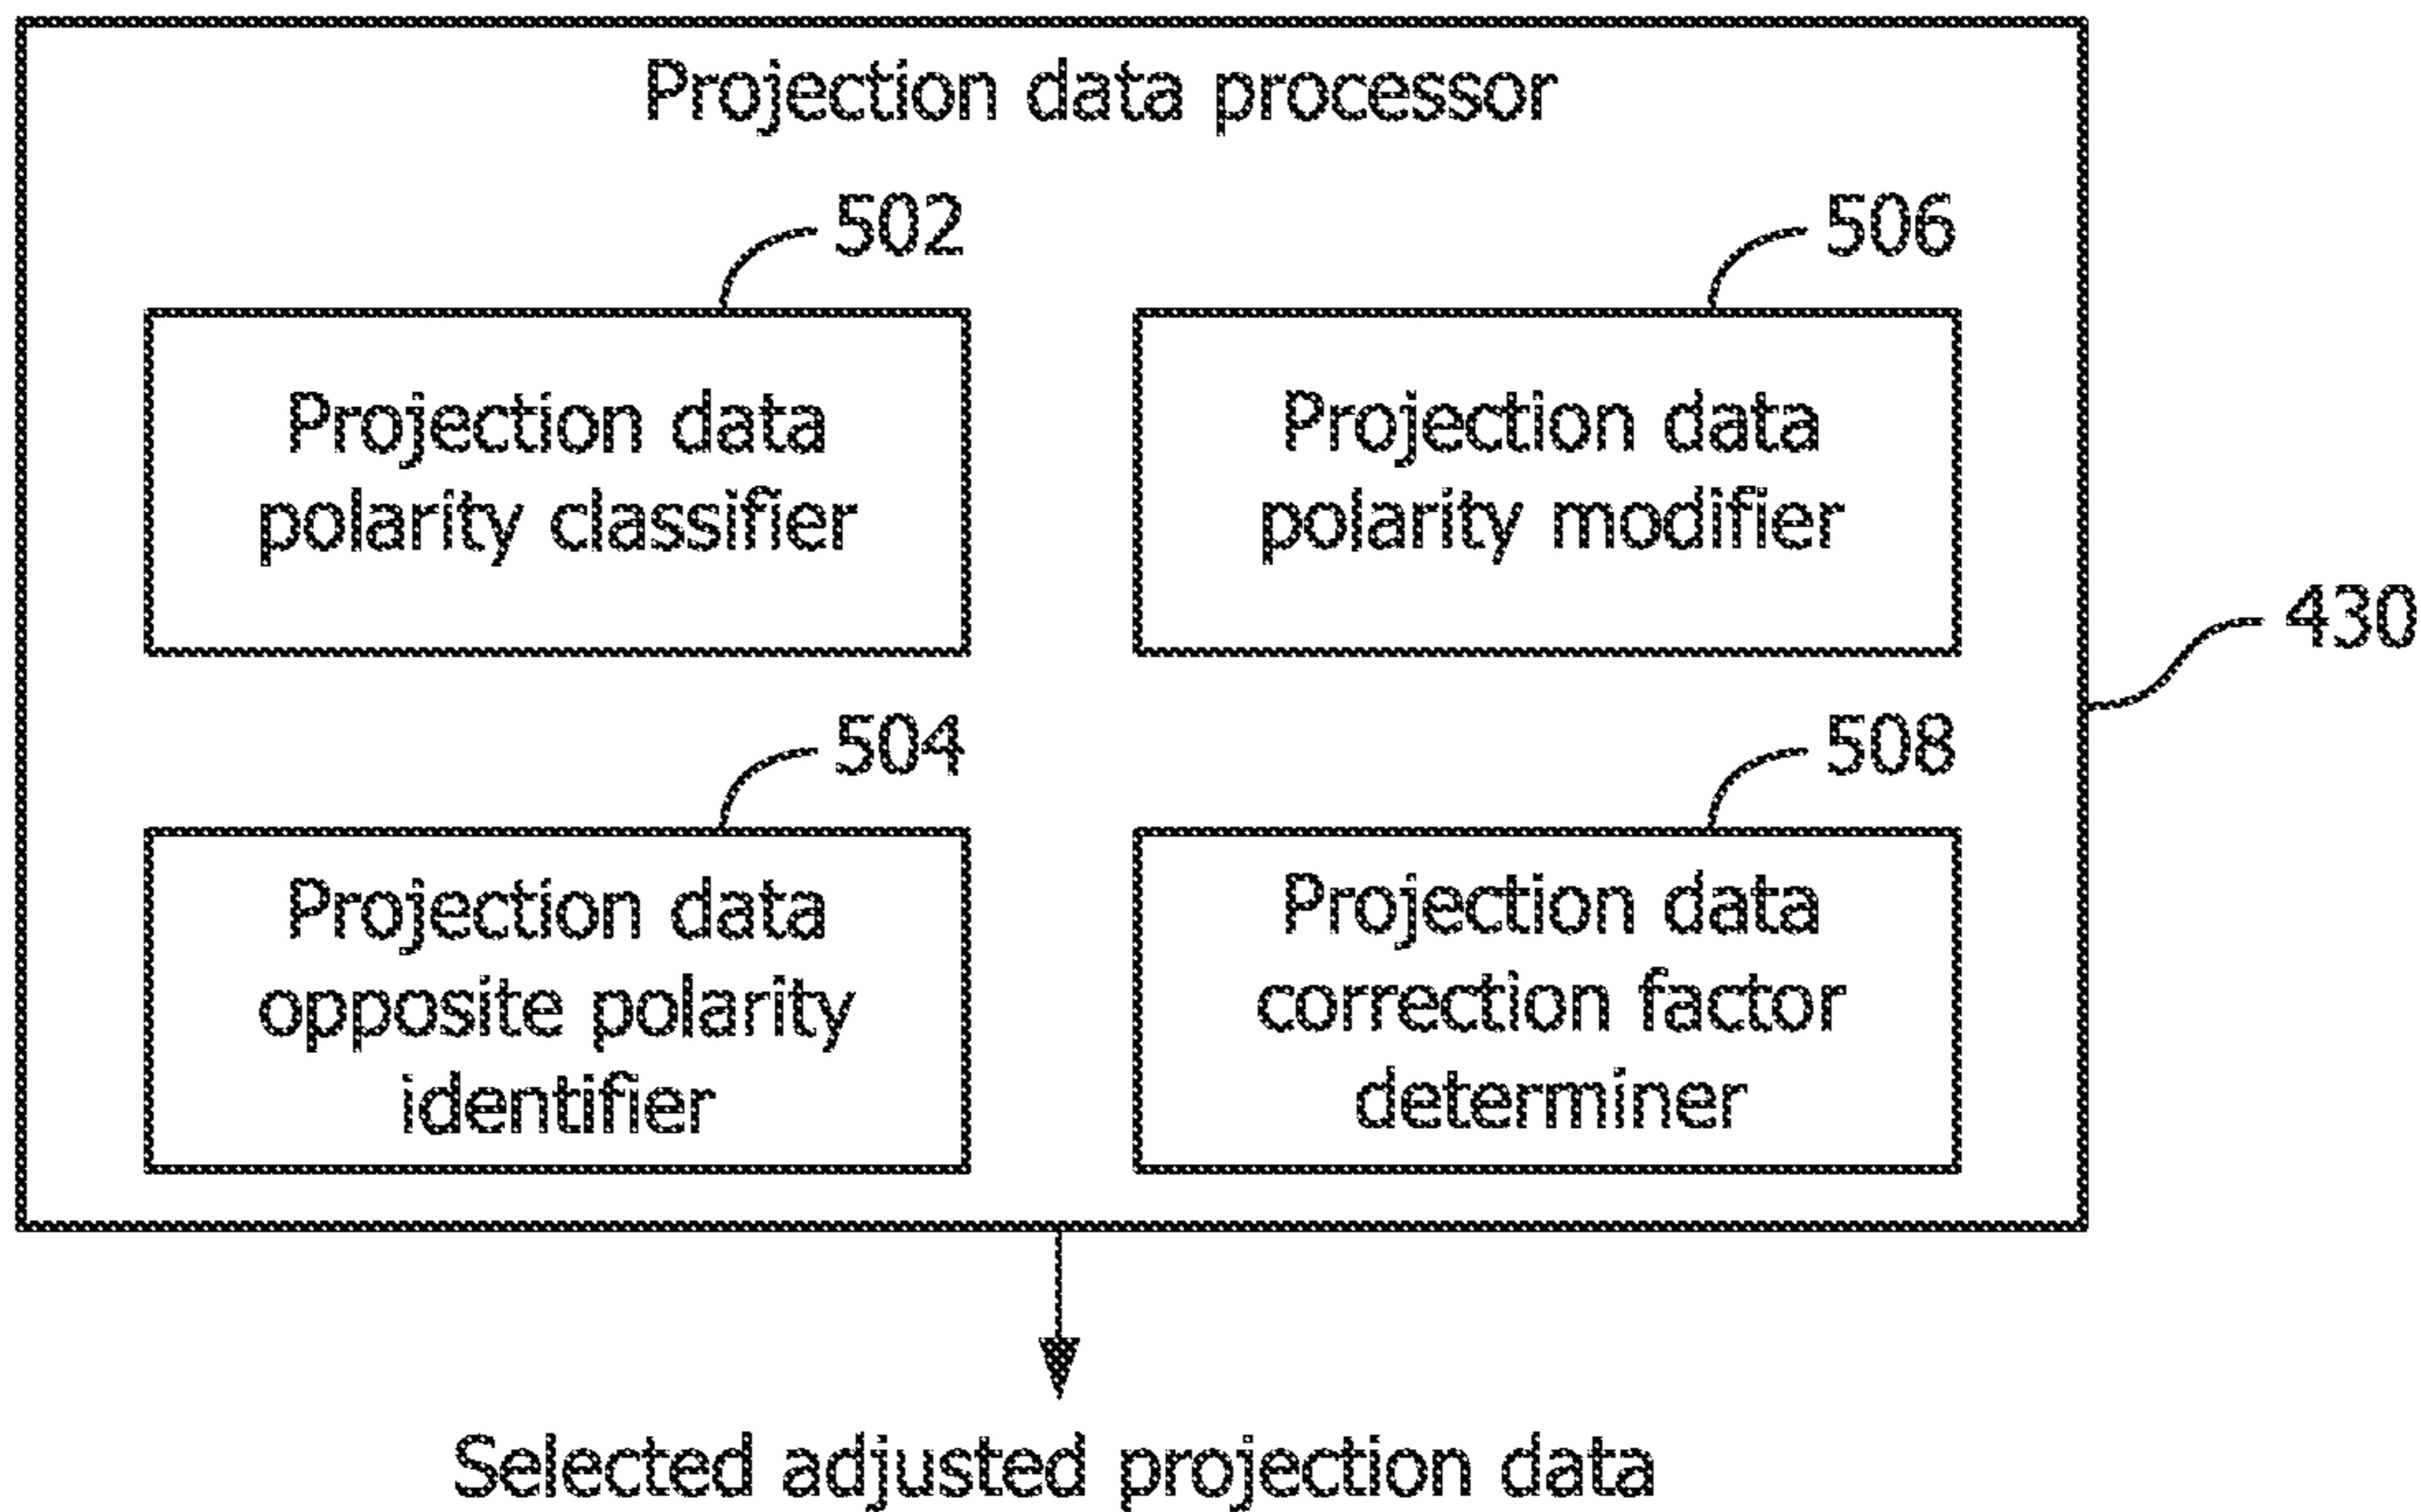 Projection data processor
502
Projection data
polarity classifier
506
Projection data
polarity modifier
430
504
Projection data
opposite polarity
identifier
508
Projection data
correction factor
determiner
Selected adjusted projection data